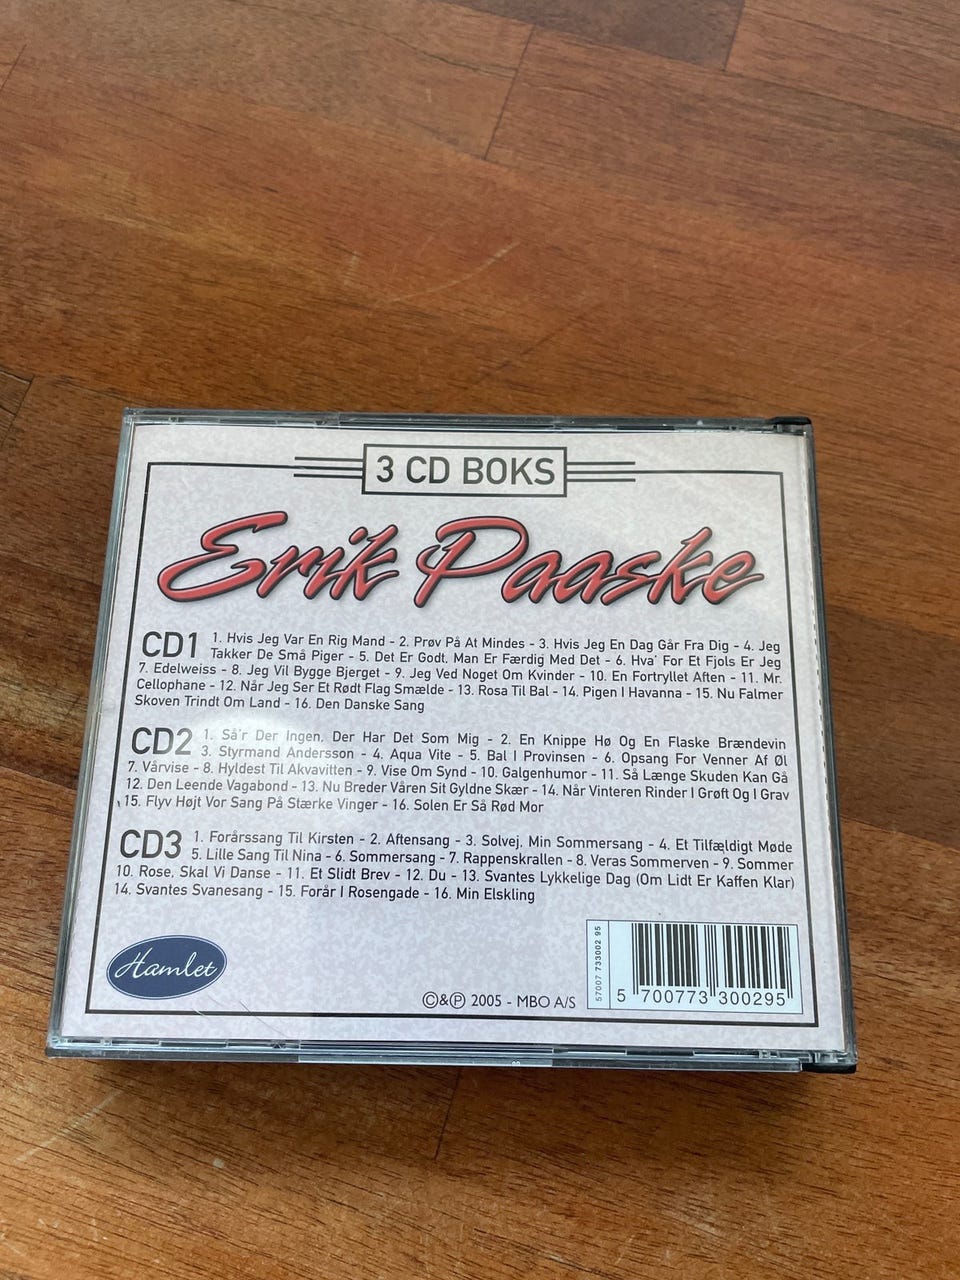 3 CD BOKS
Erik Paaske
CD1 1. Hvis Jeg Var En Rig Mand - 2. Prøv På At Mindes - 3. Hvis Jeg En Dag Går Fra Dig - 4. Jeg
Takker De Små Piger - 5. Det Er Godt, Man Er Færdig Med Det - 6. Hva' For Et Fjols Er Jeg
7. Edelweiss - 8. Jeg Vil Bygge Bjerget - 9. Jeg Ved Noget Om Kvinder - 10. En Fortryllet Aften - 11. Mr.
Cellophane - 12. Når Jeg Ser Et Rødt Flag Smælde - 13. Rosa Til Bal - 14. Pigen I Havanna - 15. Nu Falmer
Skoven Trindt Om Land - 16. Den Danske Sang
CD2 1. Så'r Der Ingen, Der Har Det Som Mig - 2. En Knippe Hø Og En Flaske Brændevin
3. Styrmand Andersson - 4. Aqua Vite - 5. Bal I Provinsen - 6. Opsang For Venner Af Øl
7. Vårvise - 8. Hyldest Til Akvavitten - 9. Vise Om Synd - 10. Galgenhumor - 11. Så Længe Skuden Kan Gå
12. Den Leende Vagabond - 13. Nu Breder Våren Sit Gyldne Skær - 14. Når Vinteren Rinder I Grøft Og I Grav
15. Flyv Højt Vor Sang På Stærke Vinger - 16. Solen Er Så Rød Mor
CD3 1. Forårssang Til Kirsten - 2. Aftensang - 3. Solvej, Min Sommersang - 4. Et Tilfældigt Møde
5. Lille Sang Til Nina - 6. Sommersang - 7. Rappenskrallen - 8. Veras Sommerven - 9. Sommer
10. Rose, Skal Vi Danse - 11. Et Slidt Brev - 12. Du - 13. Svantes Lykkelige Dag (Om Lidt Er Kaffen Klar)
14. Svantes Svanesang - 15. Forår I Rosengade - 16. Min Elskling
Hamlet
©&℗ 2005 - MBO A/S
57007 733002 95
5 700773 300295